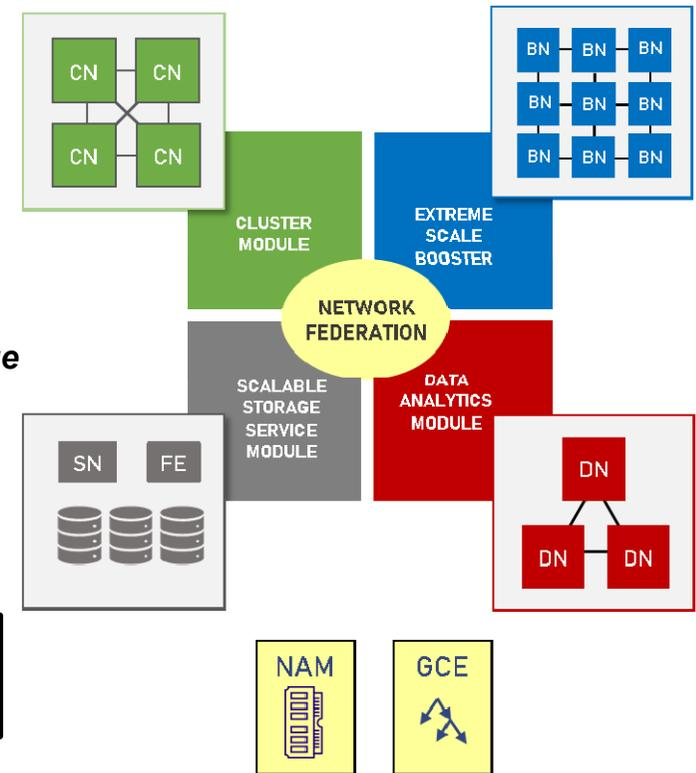 CN CN
CN CN
BN BN BN
BN BN BN
BN BN BN
CLUSTER
MODULE
EXTREME
SCALE
BOOSTER
NETWORK
FEDERATION
SCALABLE
STORAGE
SERVICE
MODULE
DATA
ANALYTICS
MODULE
SN FE
DN
DN DN
NAM
GCE